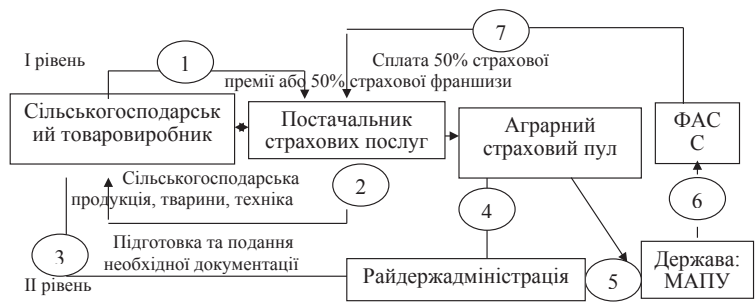 7
1
І рівень
Сплата 50% страхової
премії або 50% страхової франшизи
Сільськогосподарськ
ий товаровиробник
Постачальник
страхових послуг
Аграрний
страховий пул
ФАС
С
Сільськогосподарська
продукція, тварини, техніка
2
4
6
3
Підготовка та подання
необхідної документації
ІІ рівень
Райдержадміністрація
5
Держава:
МАПУ